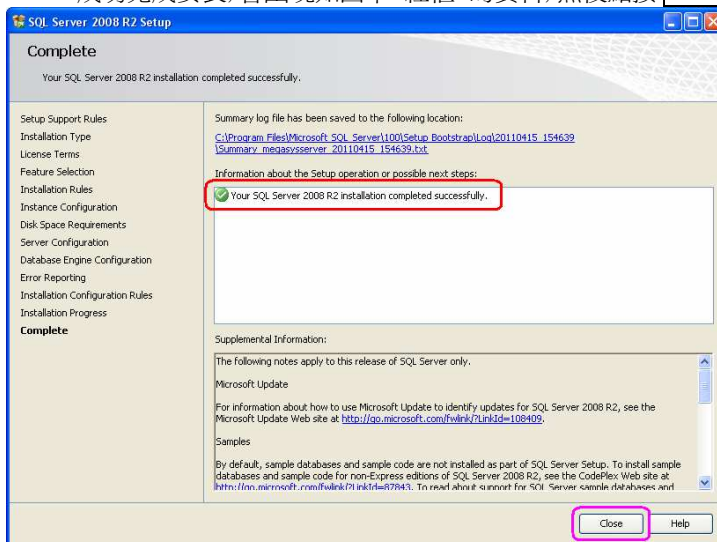 SQL Server 2008 R2 Setup
Complete
Your SQL Server 2008 R2 installation completed successfully.
Setup Support Rules
Installation Type
License Terms
Feature Selection
Installation Rules
Instance Configuration
Disk Space Requirements
Server Configuration
Database Engine Configuration
Error Reporting
Installation Configuration Rules
Installation Progress
Complete
Summary log file has been saved to the following location:
C:\Program Files\Microsoft SQL Server\100\Setup Bootstrap\Log\20110415_154639
\Summary_megasysserver_20110415_154639.txt
Information about the Setup operation or possible next steps:
Your SQL Server 2008 R2 installation completed successfully.
Supplemental Information:
The following notes apply to this release of SQL Server only.
Microsoft Update
For information about how to use Microsoft Update to identify updates for SQL Server 2008 R2, see the
Microsoft Update Web site at http://go.microsoft.com/fwlink/?LinkId=108409.
Samples
By default, sample databases and sample code are not installed as part of SQL Server Setup. To install sample
databases and sample code for non-Express editions of SQL Server 2008 R2, see the CodePlex Web site at
http://go.microsoft.com/fwlink/?LinkId=87843. To read about support for SQL Server sample databases and
Close
Help